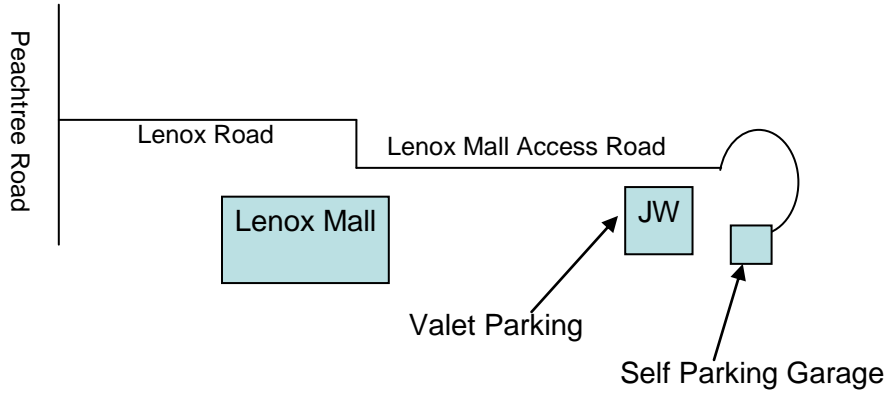 Peachtree Road
Lenox Road
Lenox Mall Access Road
Lenox Mall
JW
Valet Parking
Self Parking Garage